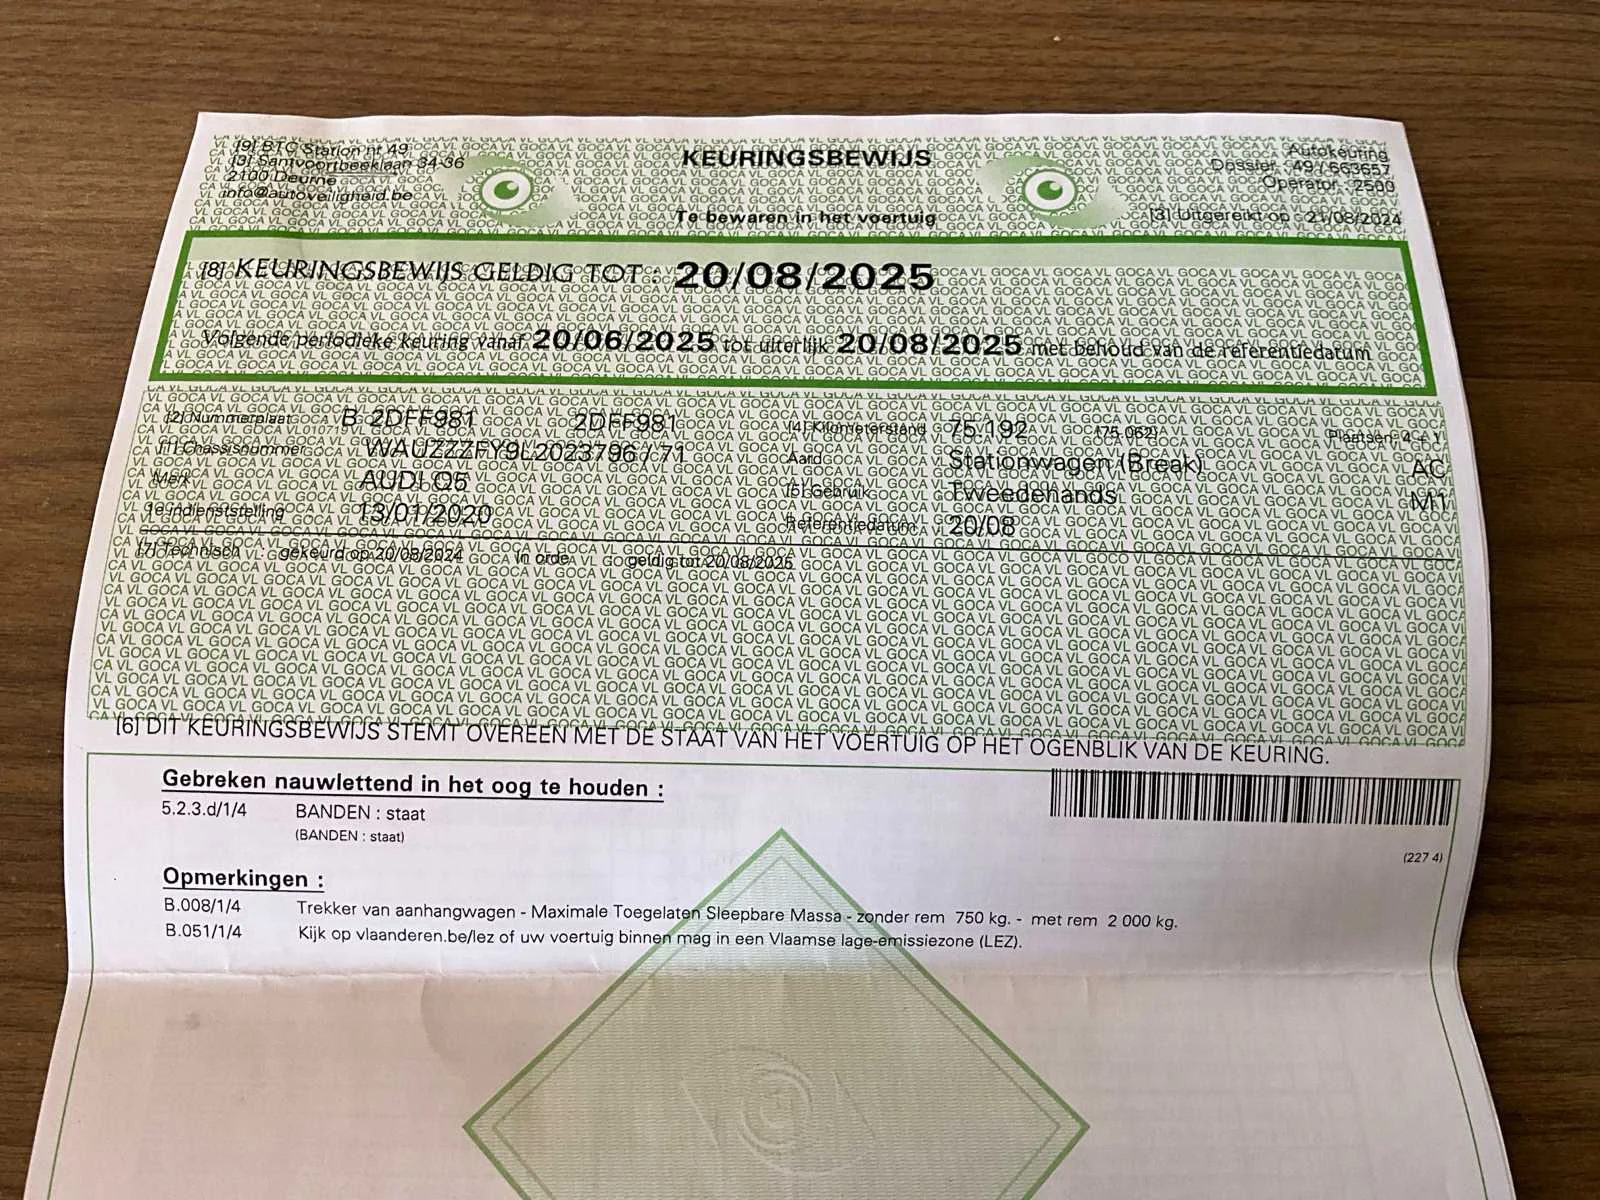 [9] BTC Station nr 49
[9] Santvoortbeeklaan 34-36
2100 Deurne
info@autoveiligheid.be
KEURINGSBEWIJS
Te bewaren in het voertuig
Autokeuring
Dossier : 49 / 663657
Operator : 2500
[3] Uitgereikt op : 21/08/2024
[8] KEURINGSBEWIJS GELDIG TOT : 20/08/2025
Volgende periodieke keuring vanaf 20/06/2025 tot uiterlijk 20/08/2025 met behoud van de referentiedatum
[2] Nummerplaat B 2DFF981 2DFF981 [4] Kilometerstand 75.192 (75.062) Plaatsen: 4 + 1
[1] Chassisnummer WAUZZZFY9L2023796 / 71 Aard Stationwagen (Break) AC
Merk AUDI Q5 [5] Gebruik Tweedehands M1
1e indienststelling 13/01/2020 Referentiedatum 20/08
[7] Technisch : gekeurd op 20/08/2024 In orde geldig tot 20/08/2025
[6] DIT KEURINGSBEWIJS STEMT OVEREEN MET DE STAAT VAN HET VOERTUIG OP HET OGENBLIK VAN DE KEURING.
Gebreken nauwlettend in het oog te houden :
5.2.3.d/1/4 BANDEN : staat
(BANDEN : staat)
(227 4)
Opmerkingen :
B.008/1/4 Trekker van aanhangwagen - Maximale Toegelaten Sleepbare Massa - zonder rem 750 kg. - met rem 2 000 kg.
B.051/1/4 Kijk op vlaanderen.be/lez of uw voertuig binnen mag in een Vlaamse lage-emissiezone (LEZ).